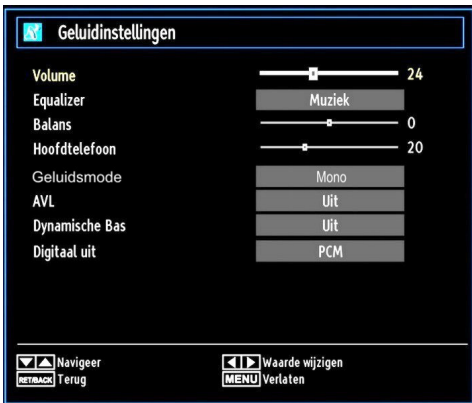 Geluidinstellingen
Volume 24
Equalizer Muziek
Balans 0
Hoofdtelefoon 20
Geluidsmode Mono
AVL Uit
Dynamische Bas Uit
Digitaal uit PCM
Navigeer Waarde wijzigen
RET/BACK Terug MENU Verlaten